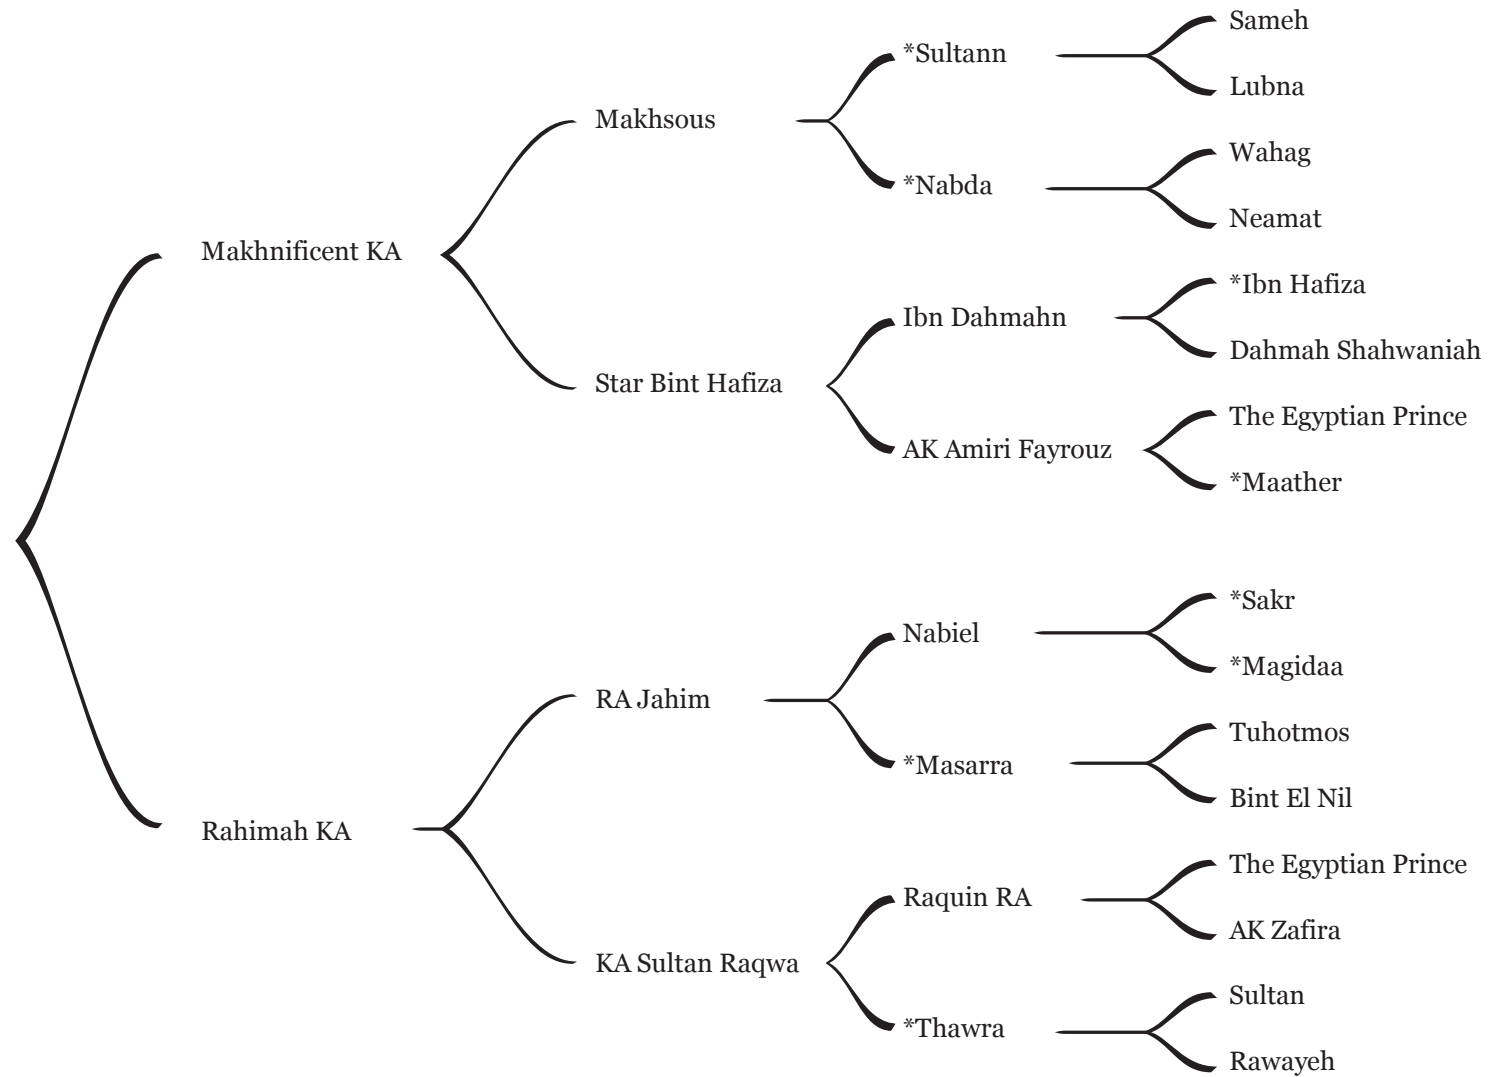 Sameh
*Sultann
Lubna
Makhsous
Wahag
*Nabda
Neamat
Makhnificent KA
*Ibn Hafiza
Ibn Dahmahn
Dahmah Shahwaniah
Star Bint Hafiza
The Egyptian Prince
AK Amiri Fayrouz
*Maather
*Sakr
Nabiel
*Magidaa
RA Jahim
Tuhotmos
*Masarra
Bint El Nil
Rahimah KA
The Egyptian Prince
Raquin RA
AK Zafira
KA Sultan Raqwa
Sultan
*Thawra
Rawayeh